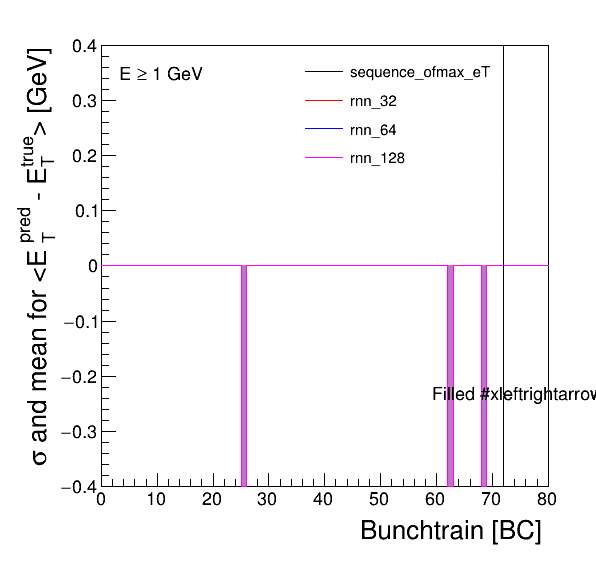 E ≥ 1 GeV
sequence_ofmax_eT
rnn_32
rnn_64
rnn_128
σ and mean for <E_T^pred - E_T^true> [GeV]
0.4
0.3
0.2
0.1
0
−0.1
−0.2
−0.3
−0.4
Filled #xleftrightarrow
0 10 20 30 40 50 60 70 80
Bunchtrain [BC]